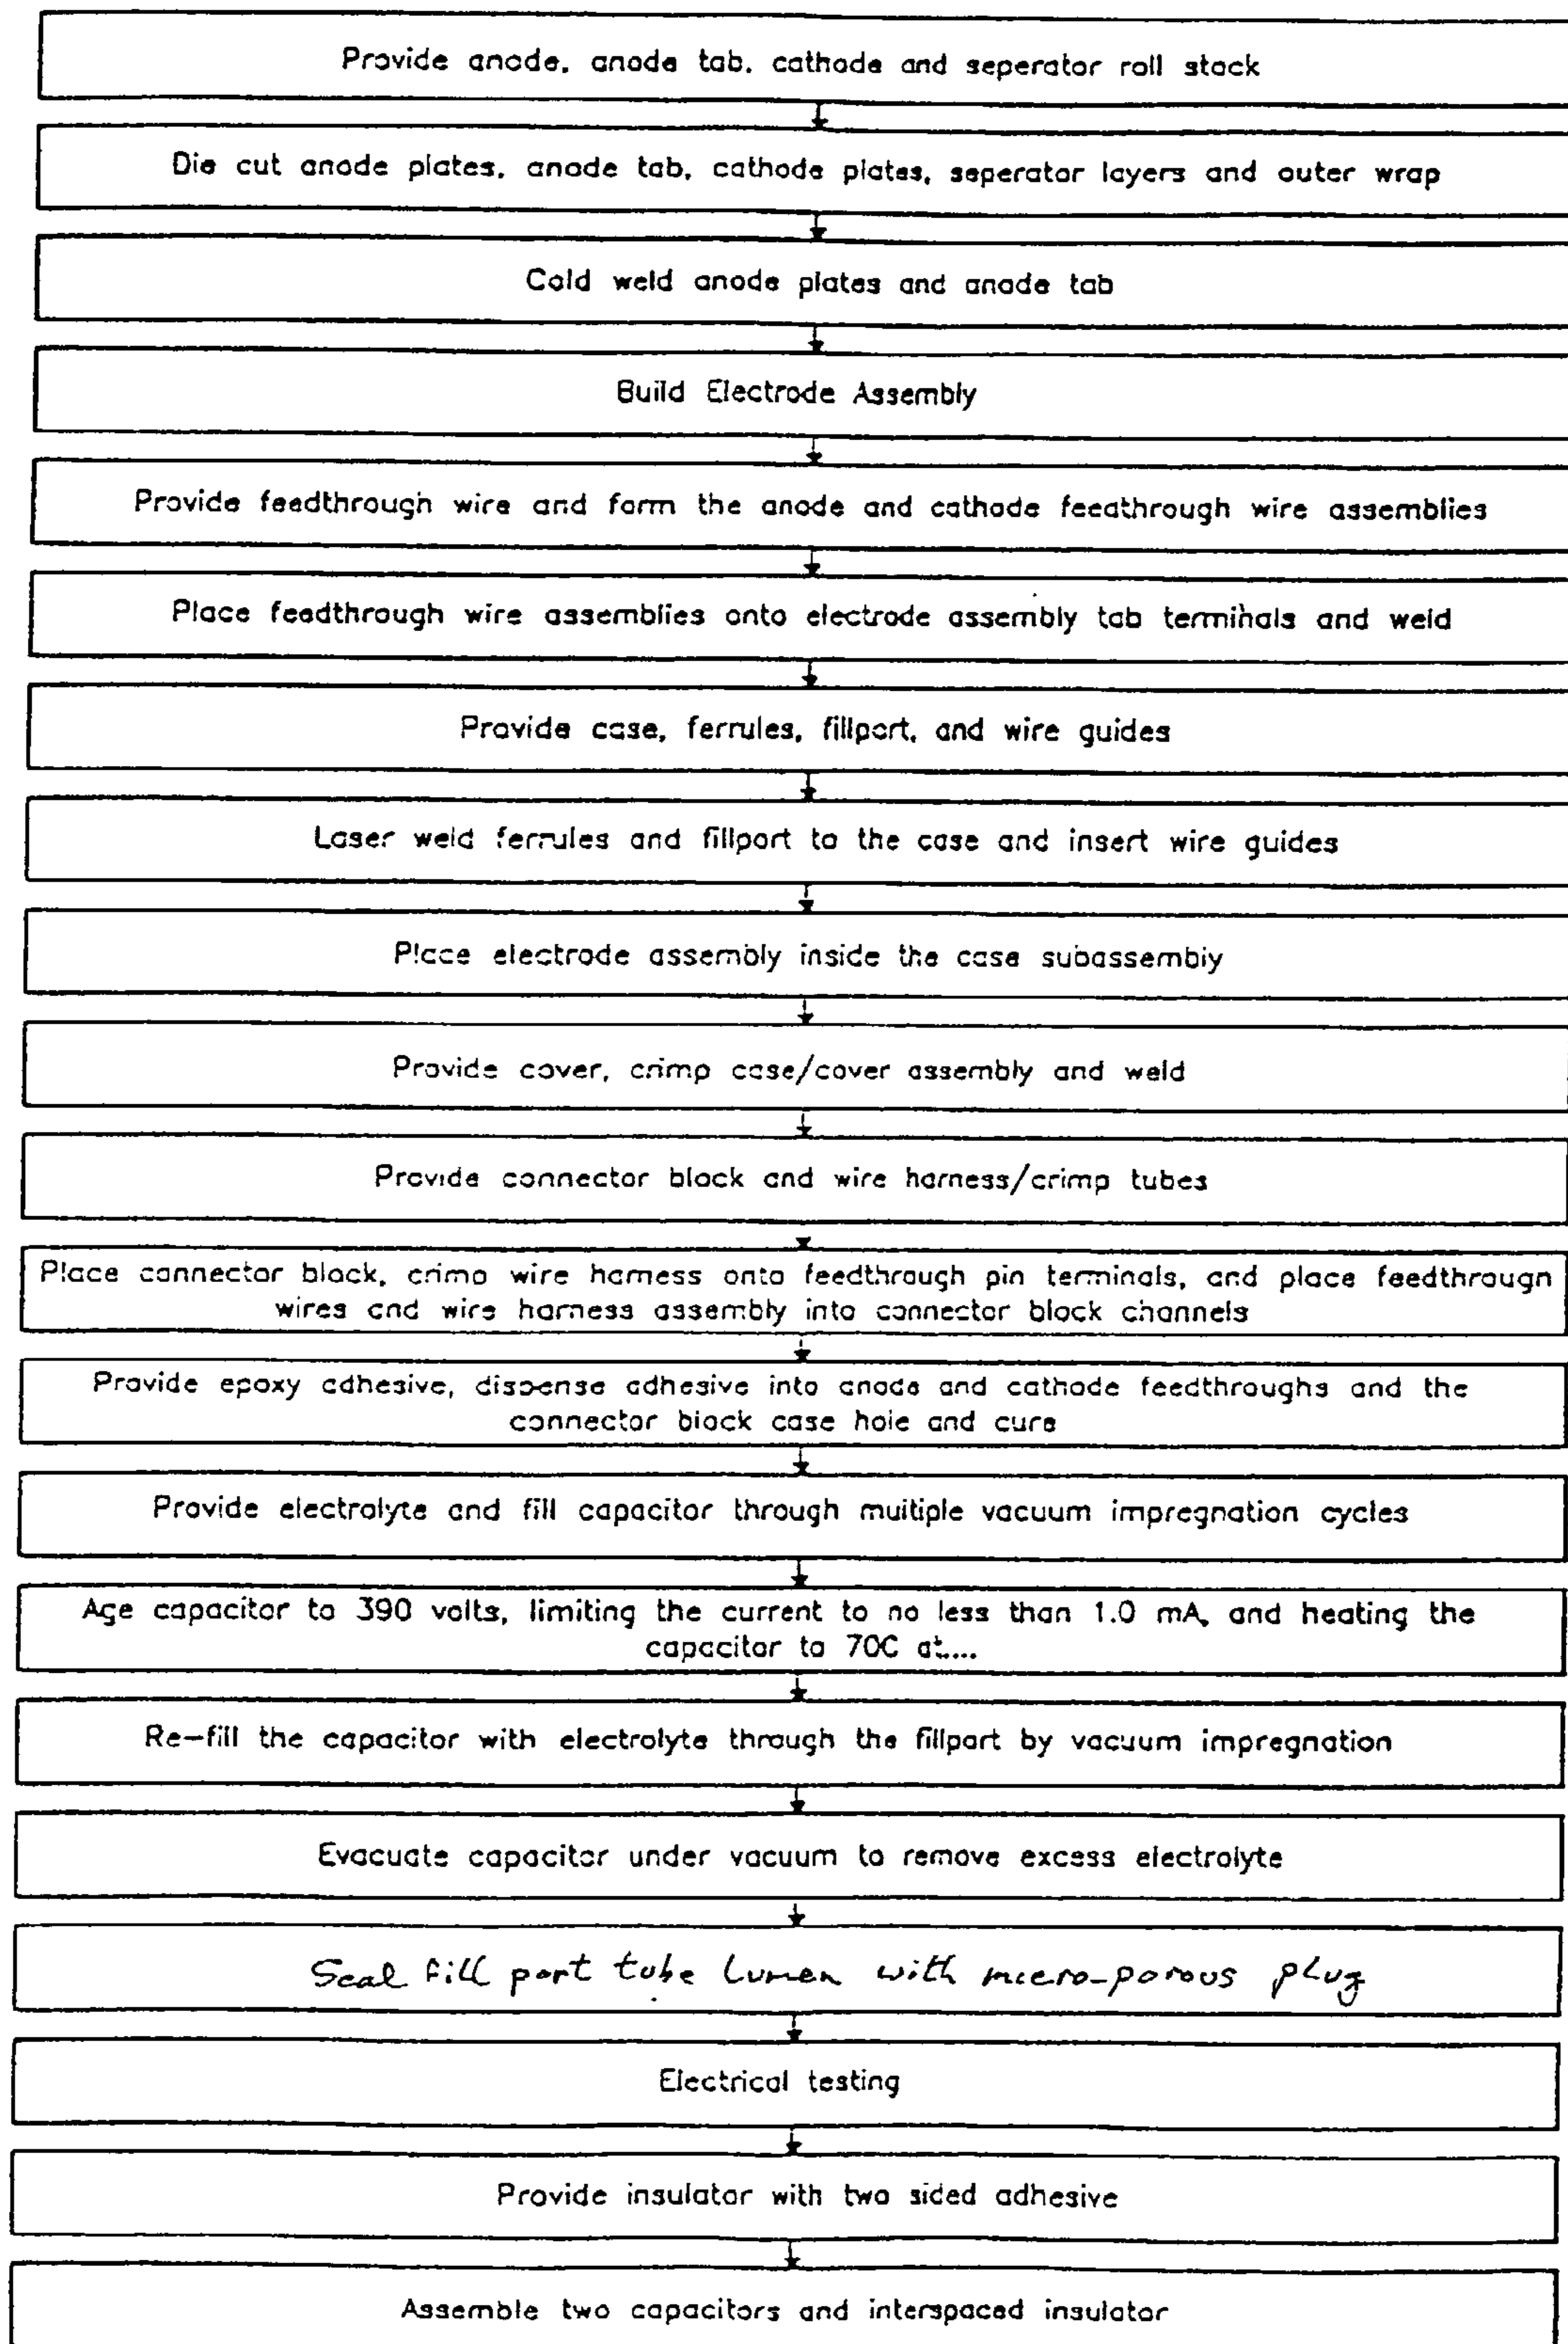 Provide anode, anode tab, cathode and seperator roll stock
Die cut anode plates, anode tab, cathode plates, seperator layers and outer wrap
Cold weld anode plates and anode tab
Build Electrode Assembly
Provide feedthrough wire and form the anode and cathode feedthrough wire assemblies
Place feedthrough wire assemblies onto electrode assembly tab terminals and weld
Provide case, ferrules, fillport, and wire guides
Laser weld ferrules and fillport to the case and insert wire guides
Place electrode assembly inside the case subassembly
Provide cover, crimp case/cover assembly and weld
Provide connector block and wire harness/crimp tubes
Place connector block, crimp wire harness onto feedthrough pin terminals, and place feedthrough
wires and wire harness assembly into connector block channels
Provide epoxy adhesive, dispense adhesive into anode and cathode feedthroughs and the
connector block case hole and cure
Provide electrolyte and fill capacitor through multiple vacuum impregnation cycles
Age capacitor to 390 volts, limiting the current to no less than 1.0 mA, and heating the
capacitor to 70C at....
Re-fill the capacitor with electrolyte through the fillport by vacuum impregnation
Evacuate capacitor under vacuum to remove excess electrolyte
Seal fill port tube lumen with micro-porous plug
Electrical testing
Provide insulator with two sided adhesive
Assemble two capacitors and interspaced insulator